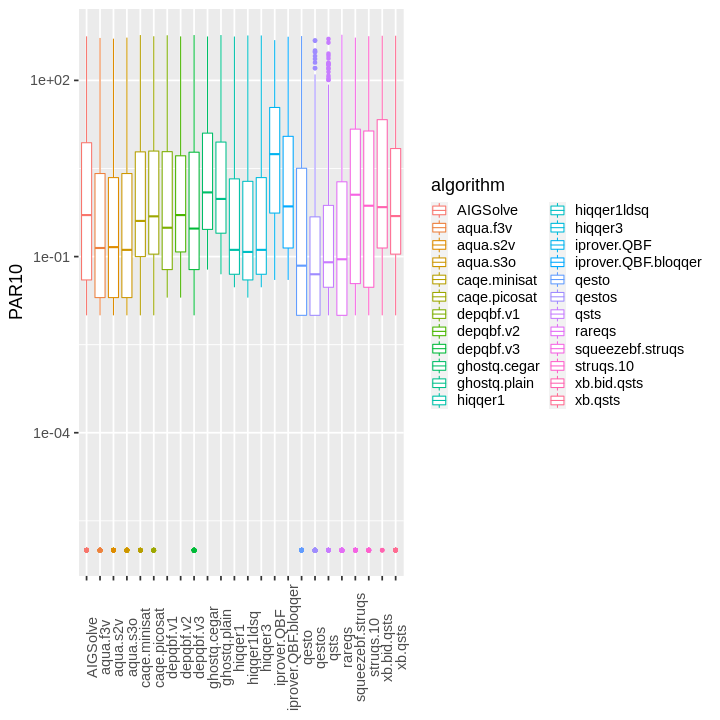 PAR10
1e+02
1e-01
1e-04
AIGSolve
aqua.f3v
aqua.s2v
aqua.s3o
caqe.minisat
caqe.picosat
depqbf.v1
depqbf.v2
depqbf.v3
ghostq.cegar
ghostq.plain
hiqqer1
hiqqer1ldsq
hiqqer3
iprover.QBF
iprover.QBF.bloqqer
qesto
qestos
qsts
rareqs
squeezebf.struqs
struqs.10
xb.bid.qsts
xb.qsts
algorithm
AIGSolve
aqua.f3v
aqua.s2v
aqua.s3o
caqe.minisat
caqe.picosat
depqbf.v1
depqbf.v2
depqbf.v3
ghostq.cegar
ghostq.plain
hiqqer1
hiqqer1ldsq
hiqqer3
iprover.QBF
iprover.QBF.bloqqer
qesto
qestos
qsts
rareqs
squeezebf.struqs
struqs.10
xb.bid.qsts
xb.qsts